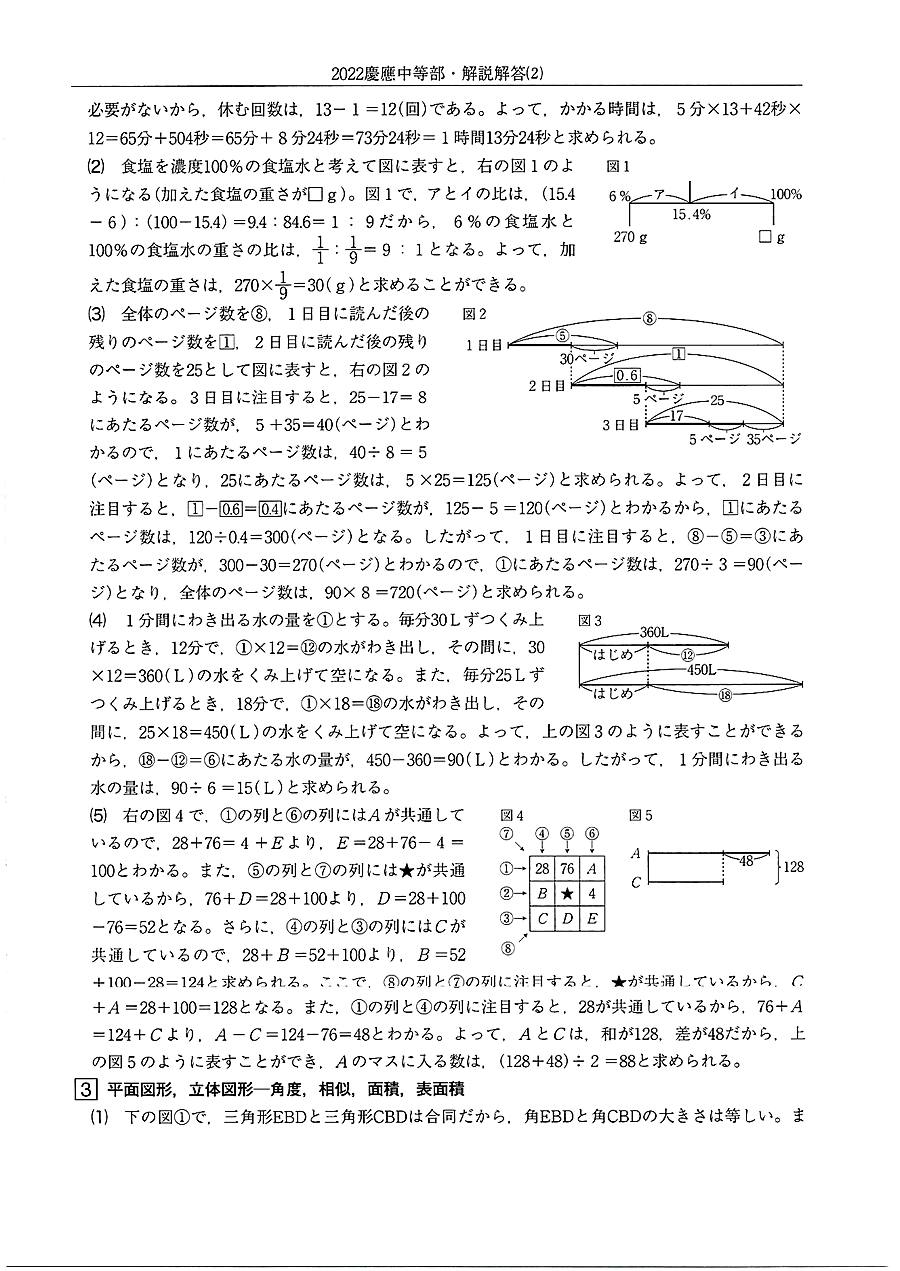 2022慶應中等部・解説解答(2)
必要がないから，休む回数は，13－1＝12(回)である。よって，かかる時間は，5分×13＋42秒×
12＝65分＋504秒＝65分＋8分24秒＝73分24秒＝1時間13分24秒と求められる。
(2) 食塩を濃度100％の食塩水と考えて図に表すと，右の図1のよ
うになる(加えた食塩の重さが□g)。図1で，アとイの比は，(15.4
－6)：(100－15.4)＝9.4：84.6＝1：9だから，6％の食塩水と
100％の食塩水の重さの比は，1/1：1/9＝9：1となる。よって，加
えた食塩の重さは，270×1/9＝30(g)と求めることができる。
図1
6％ ア イ 100％
15.4％
270g □g
(3) 全体のページ数を⑧，1日目に読んだ後の
残りのページ数を[1]，2日目に読んだ後の残り
のページ数を25として図に表すと，右の図2の
ようになる。3日目に注目すると，25－17＝8
にあたるページ数が，5＋35＝40(ページ)とわ
かるので，1にあたるページ数は，40÷8＝5
図2
⑧
1日目 ⑤
30ページ [1]
2日目 [0.6]
5ページ 25
3日目 17
5ページ 35ページ
(ページ)となり，25にあたるページ数は，5×25＝125(ページ)と求められる。よって，2日目に
注目すると，[1]－[0.6]＝[0.4]にあたるページ数が，125－5＝120(ページ)とわかるから，[1]にあたる
ページ数は，120÷0.4＝300(ページ)となる。したがって，1日目に注目すると，⑧－⑤＝③にあ
たるページ数が，300－30＝270(ページ)とわかるので，①にあたるページ数は，270÷3＝90(ペー
ジ)となり，全体のページ数は，90×8＝720(ページ)と求められる。
(4) 1分間にわき出る水の量を①とする。毎分30Lずつくみ上
げるとき，12分で，①×12＝⑫の水がわき出し，その間に，30
×12＝360(L)の水をくみ上げて空になる。また，毎分25Lず
つくみ上げるとき，18分で，①×18＝⑱の水がわき出し，その
図3
360L
はじめ ⑫
450L
はじめ ⑱
間に，25×18＝450(L)の水をくみ上げて空になる。よって，上の図3のように表すことができる
から，⑱－⑫＝⑥にあたる水の量が，450－360＝90(L)とわかる。したがって，1分間にわき出る
水の量は，90÷6＝15(L)と求められる。
(5) 右の図4で，①の列と⑥の列にはAが共通して
いるので，28＋76＝4＋Eより，E＝28＋76－4＝
100とわかる。また，⑤の列と⑦の列には★が共通
しているから，76＋D＝28＋100より，D＝28＋100
－76＝52となる。さらに，④の列と③の列にはCが
共通しているので，28＋B＝52＋100より，B＝52
図4
⑦ ④ ⑤ ⑥
①→ 28 76 A
②→ B ★ 4
③→ C D E
⑧
図5
A
48
128
C
＋100－28＝124と求められる。ここで，⑧の列と⑦の列に注目すると，★が共通しているから，C
＋A＝28＋100＝128となる。また，①の列と④の列に注目すると，28が共通しているから，76＋A
＝124＋Cより，A－C＝124－76＝48とわかる。よって，AとCは，和が128，差が48だから，上
の図5のように表すことができ，Aのマスに入る数は，(128＋48)÷2＝88と求められる。
3 平面図形，立体図形―角度，相似，面積，表面積
(1) 下の図①で，三角形EBDと三角形CBDは合同だから，角EBDと角CBDの大きさは等しい。ま